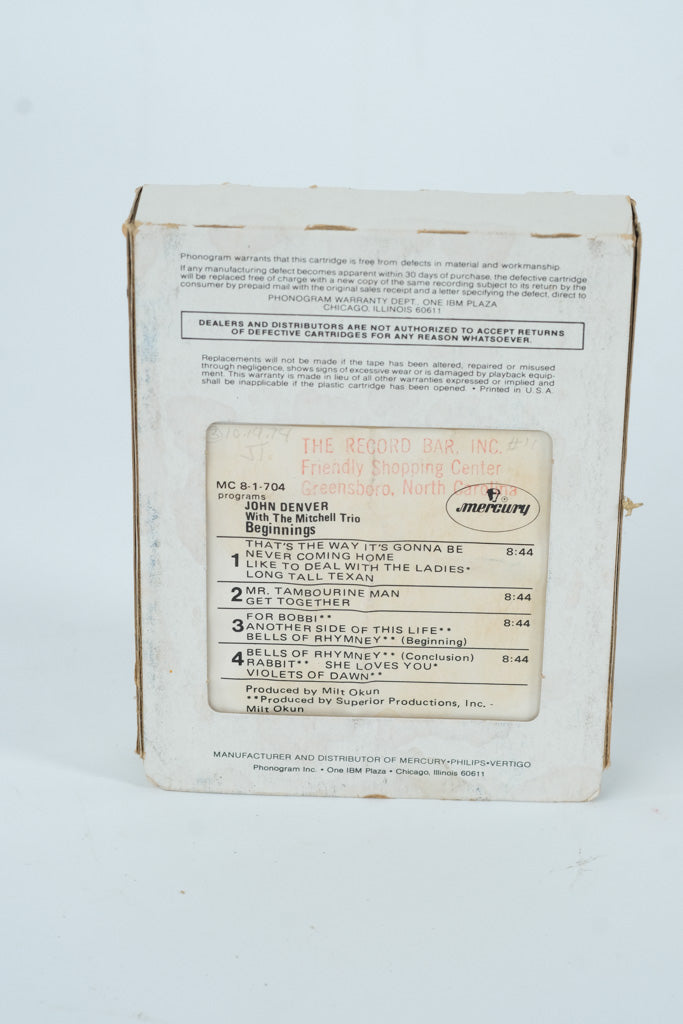 Phonogram warrants that this cartridge is free from defects in material and workmanship.
If any manufacturing defect becomes apparent within 30 days of purchase, the defective cartridge
will be replaced free of charge with a new copy of the same recording subject to its return by the
consumer by prepaid mail with the original sales receipt and a letter specifying the defect, direct to
PHONOGRAM WARRANTY DEPT., ONE IBM PLAZA
CHICAGO, ILLINOIS 60611
DEALERS AND DISTRIBUTORS ARE NOT AUTHORIZED TO ACCEPT RETURNS
OF DEFECTIVE CARTRIDGES FOR ANY REASON WHATSOEVER.
Replacements will not be made if the tape has been altered, repaired or misused
through negligence, shows signs of excessive wear or is damaged by playback equip-
ment. This warranty is made in lieu of all other warranties expressed or implied and
shall be inapplicable if the plastic cartridge has been opened. • Printed in U.S.A.
10.14.74
THE RECORD BAR, INC. #11
Friendly Shopping Center
Greensboro, North Carolina
MC 8-1-704
programs
mercury
JOHN DENVER
With The Mitchell Trio
Beginnings
1 THAT'S THE WAY IT'S GONNA BE 8:44
NEVER COMING HOME
LIKE TO DEAL WITH THE LADIES*
LONG TALL TEXAN
2 MR. TAMBOURINE MAN 8:44
GET TOGETHER
3 FOR BOBBI** 8:44
ANOTHER SIDE OF THIS LIFE**
BELLS OF RHYMNEY** (Beginning)
4 BELLS OF RHYMNEY** (Conclusion) 8:44
RABBIT** SHE LOVES YOU*
VIOLETS OF DAWN**
Produced by Milt Okun
**Produced by Superior Productions, Inc. -
Milt Okun
MANUFACTURER AND DISTRIBUTOR OF MERCURY•PHILIPS•VERTIGO
Phonogram Inc. • One IBM Plaza • Chicago, Illinois 60611